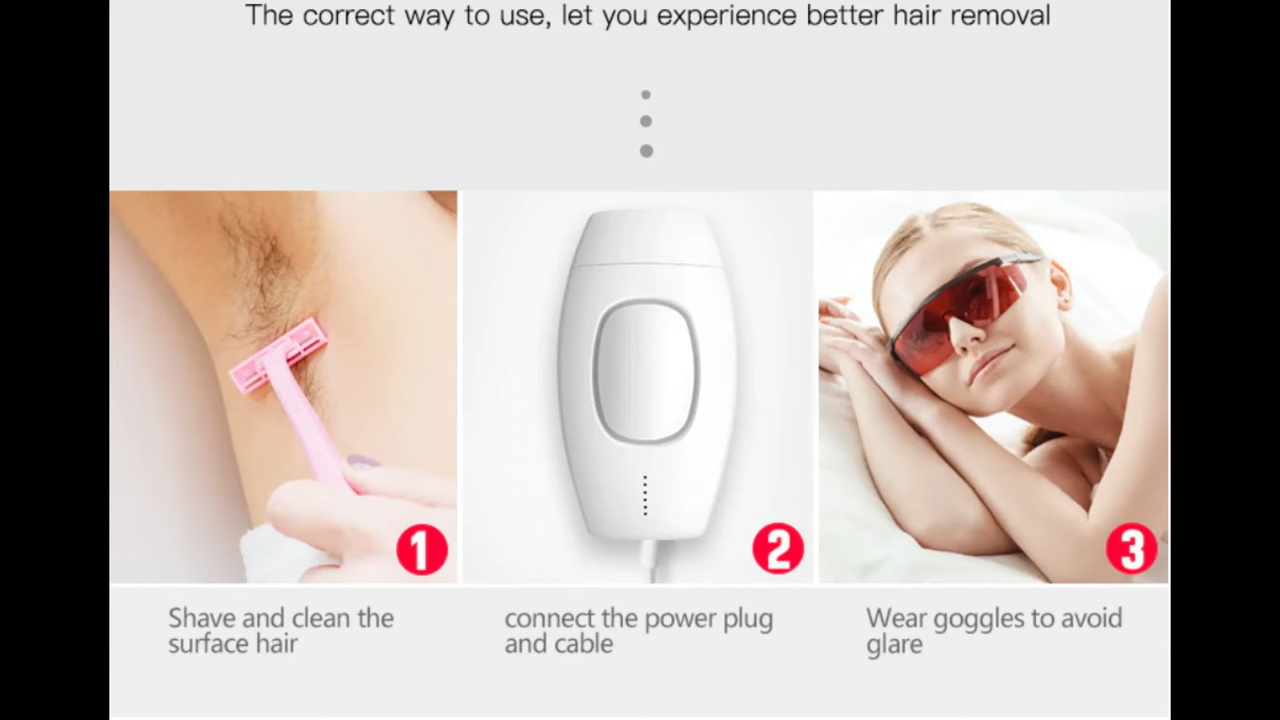 The correct way to use, let you experience better hair removal
1
2
3
Shave and clean the
surface hair
connect the power plug
and cable
Wear goggles to avoid
glare